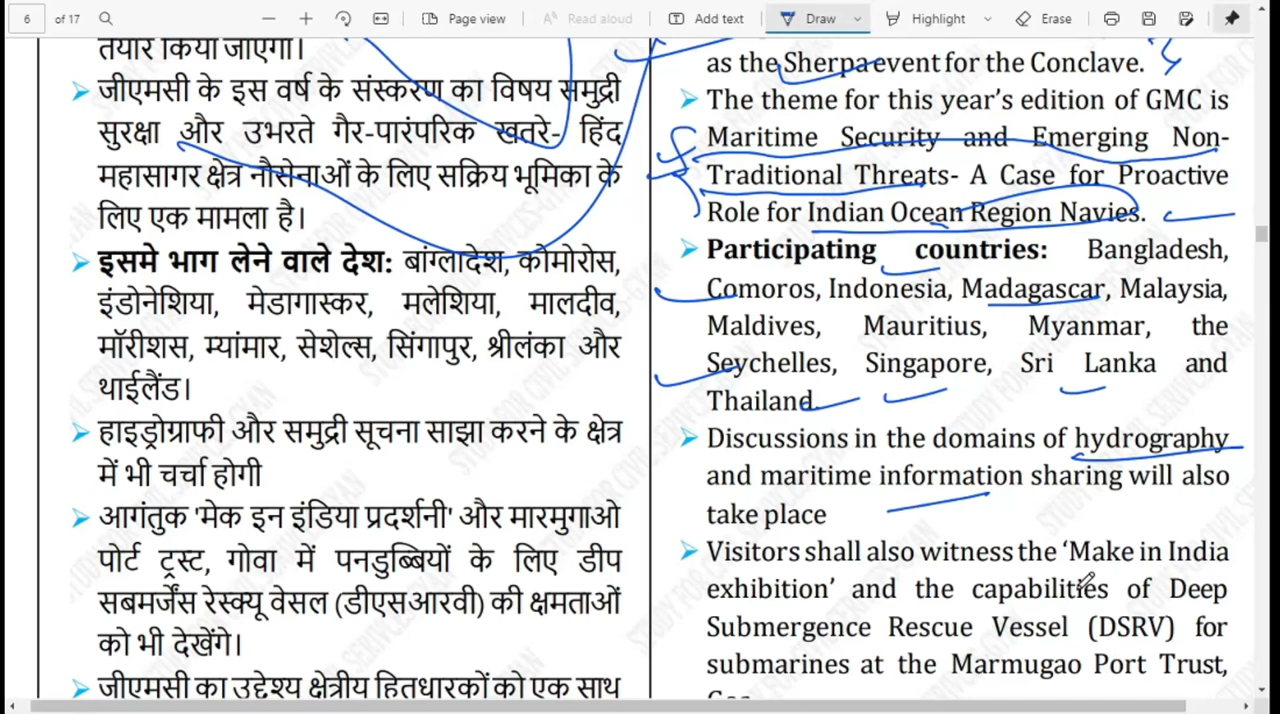 6 of 17 Page view Read aloud Add text Draw Highlight Erase
तैयार किया जाएगा।
जीएमसी के इस वर्ष के संस्करण का विषय समुद्री
सुरक्षा और उभरते गैर-पारंपरिक खतरे- हिंद
महासागर क्षेत्र नौसेनाओं के लिए सक्रिय भूमिका के
लिए एक मामला है।
इसमे भाग लेने वाले देश: बांग्लादेश, कोमोरोस,
इंडोनेशिया, मेडागास्कर, मलेशिया, मालदीव,
मॉरीशस, म्यांमार, सेशेल्स, सिंगापुर, श्रीलंका और
थाईलैंड।
हाइड्रोग्राफी और समुद्री सूचना साझा करने के क्षेत्र
में भी चर्चा होगी
आगंतुक 'मेक इन इंडिया प्रदर्शनी' और मारमुगाओ
पोर्ट ट्रस्ट, गोवा में पनडुब्बियों के लिए डीप
सबमर्जेंस रेस्क्यू वेसल (डीएसआरवी) की क्षमताओं
को भी देखेंगे।
जीएमसी का उद्देश्य क्षेत्रीय हितधारकों को एक साथ
as the Sherpa event for the Conclave.
The theme for this year's edition of GMC is
Maritime Security and Emerging Non-
Traditional Threats- A Case for Proactive
Role for Indian Ocean Region Navies.
Participating countries: Bangladesh,
Comoros, Indonesia, Madagascar, Malaysia,
Maldives, Mauritius, Myanmar, the
Seychelles, Singapore, Sri Lanka and
Thailand.
Discussions in the domains of hydrography
and maritime information sharing will also
take place
Visitors shall also witness the 'Make in India
exhibition' and the capabilities of Deep
Submergence Rescue Vessel (DSRV) for
submarines at the Marmugao Port Trust,